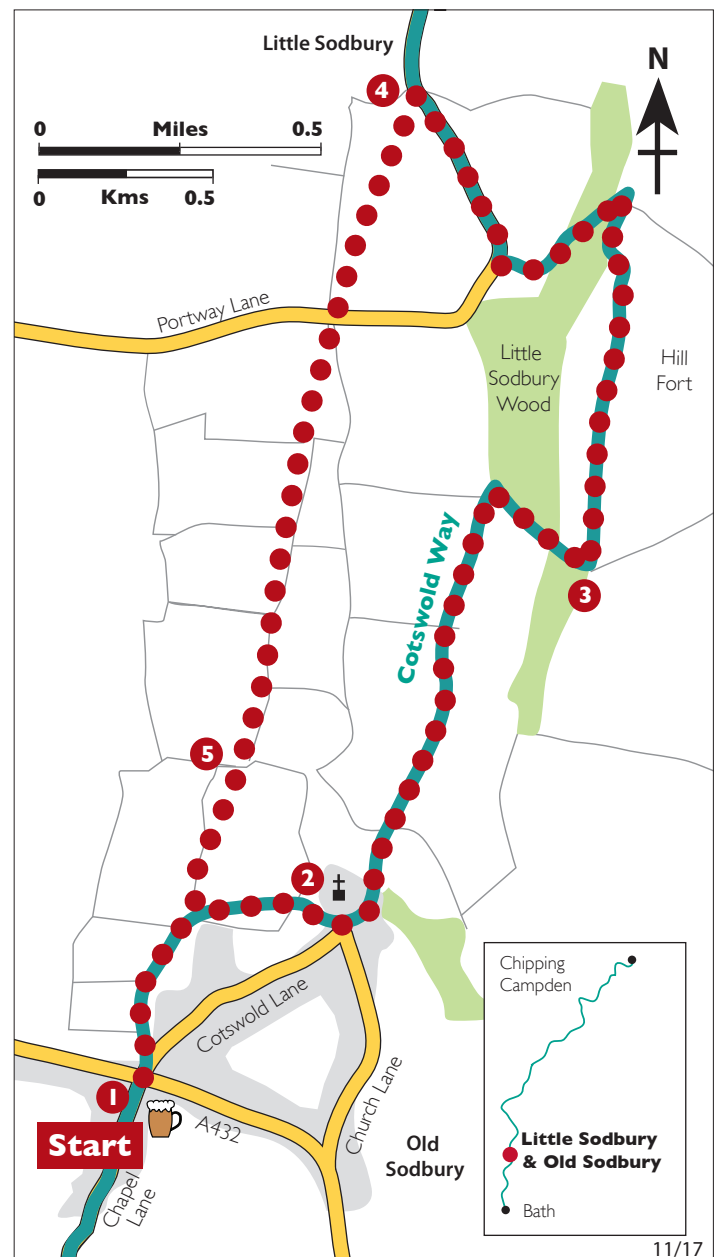 Little Sodbury
4
N
0 Miles 0.5
0 Kms 0.5
Portway Lane
Little
Sodbury
Wood
Hill
Fort
Cotswold Way
3
5
2
Cotswold Lane
Church Lane
1
Start
A432
Chapel
Lane
Old
Sodbury
Chipping
Campden
Little Sodbury
& Old Sodbury
Bath
11/17